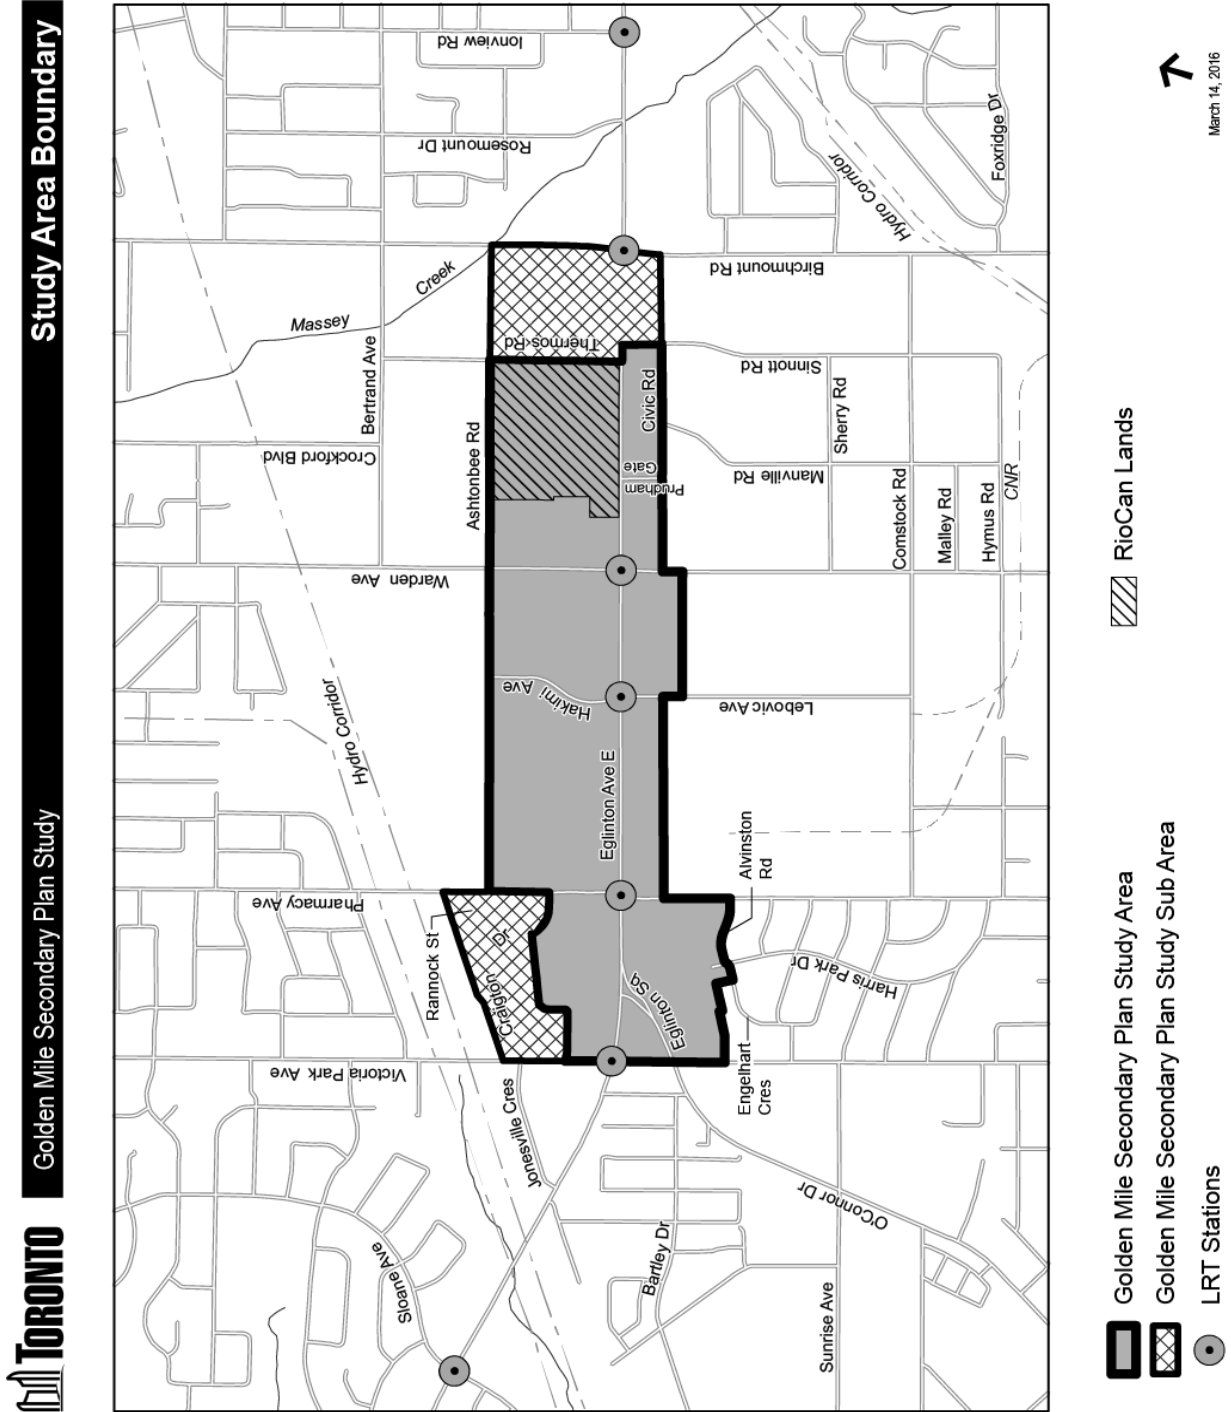 TORONTO
Golden Mile Secondary Plan Study
Study Area Boundary
Ionview Rd
Rosemount Dr
Foxridge Dr
Hydro Corridor
Birchmount Rd
Massey
Creek
Thermos Rd
Bertrand Ave
Crockford Blvd
Ashtonbee Rd
Civic Rd
Prudham
Gate
Sinnott Rd
Manville Rd
Sherry Rd
Comstock Rd
Malley Rd
Hymus Rd
CNR
Warden Ave
Hakimi Ave
Lebovic Ave
Eglinton Ave E
Hydro Corridor
Pharmacy Ave
Rannock St
Craigton
Dr
Eglinton Sq
Alvinston
Rd
Harris Park Dr
Engelhart
Cres
Victoria Park Ave
Jonesville Cres
O'Connor Dr
Sloane Ave
Bartley Dr
Sunrise Ave
Golden Mile Secondary Plan Study Area
Golden Mile Secondary Plan Study Sub Area
LRT Stations
RioCan Lands
March 14, 2016